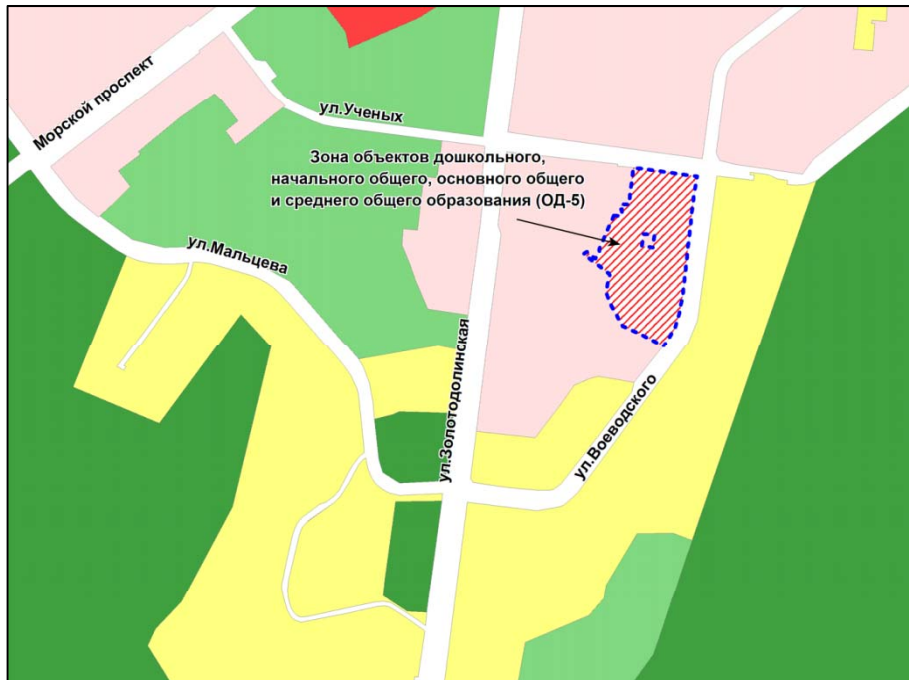 Морской проспект
ул.Ученых
Зона объектов дошкольного,
начального общего, основного общего
и среднего общего образования (ОД-5)
ул.Мальцева
ул.Золотодолинская
ул.Воеводского